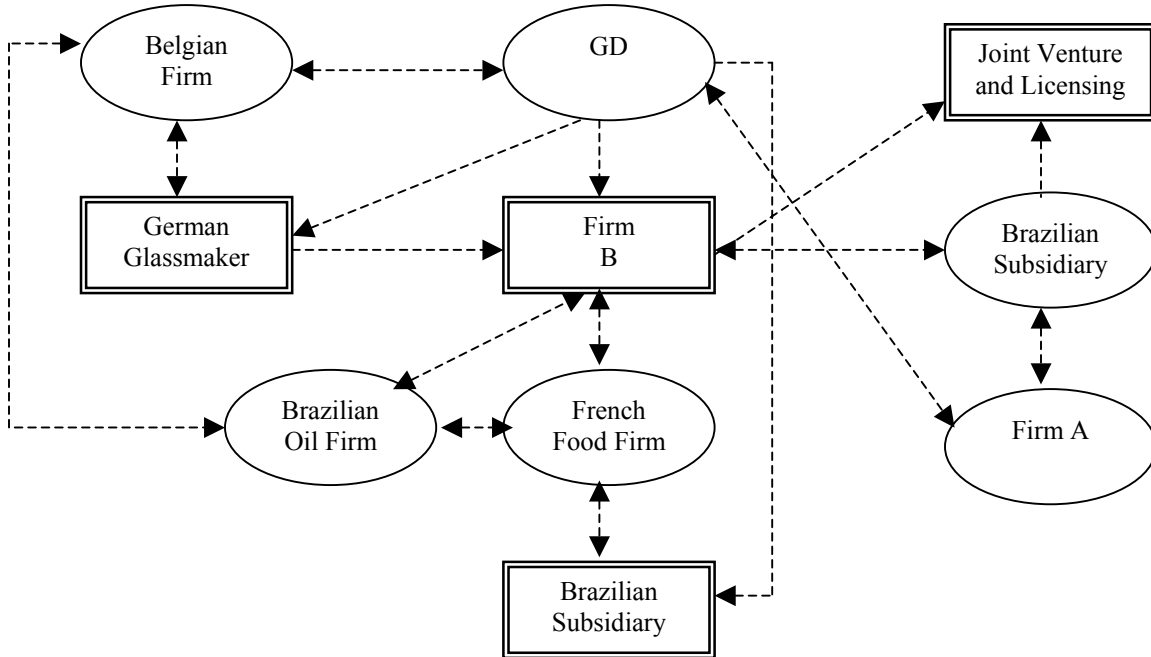 Belgian
Firm
GD
Joint Venture
and Licensing
German
Glassmaker
Firm
B
Brazilian
Subsidiary
Brazilian
Oil Firm
French
Food Firm
Firm A
Brazilian
Subsidiary